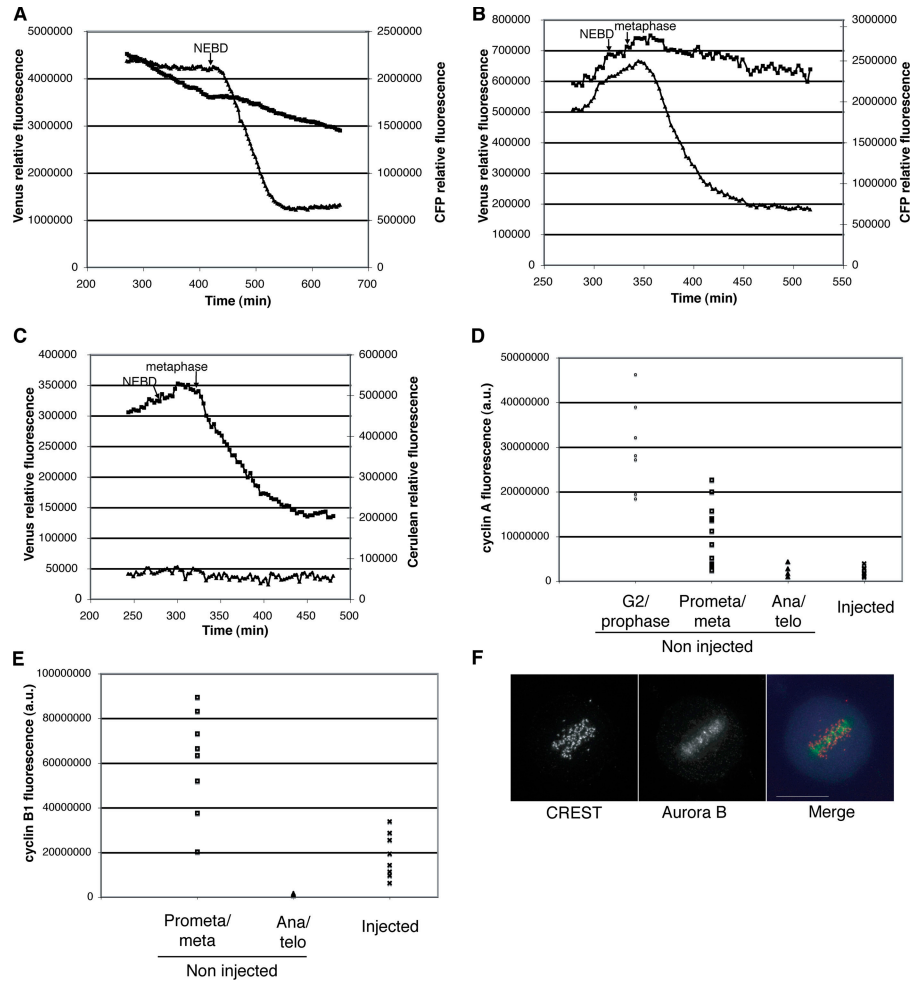 A
Venus relative fluorescence
5000000
4000000
3000000
2000000
1000000
0
NEBD
2500000
2000000
1500000
1000000
500000
0
CFP relative fluorescence
200 300 400 500 600 700
Time (min)
B
Venus relative fluorescence
800000
700000
600000
500000
400000
300000
200000
100000
0
metaphase
NEBD
3000000
2500000
2000000
1500000
1000000
500000
0
CFP relative fluorescence
250 300 350 400 450 500 550
Time (min)
C
Venus relative fluorescence
400000
350000
300000
250000
200000
150000
100000
50000
0
metaphase
NEBD
600000
500000
400000
300000
200000
100000
0
Cerulean relative fluorescence
200 250 300 350 400 450 500
Time (min)
D
cyclin A fluorescence (a.u.)
50000000
40000000
30000000
20000000
10000000
0
G2/ Prometa/ Ana/ Injected
prophase meta telo
Non injected
E
cyclin B1 fluorescence (a.u.)
100000000
80000000
60000000
40000000
20000000
0
Prometa/ Ana/ Injected
meta telo
Non injected
F
CREST Aurora B Merge